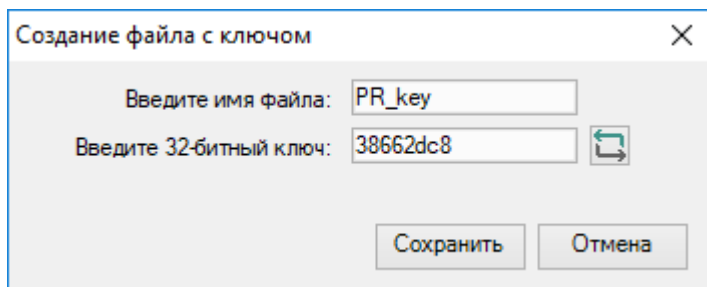 Создание файла с ключом
Введите имя файла: PR_key
Введите 32-битный ключ: 38662dc8
Сохранить Отмена